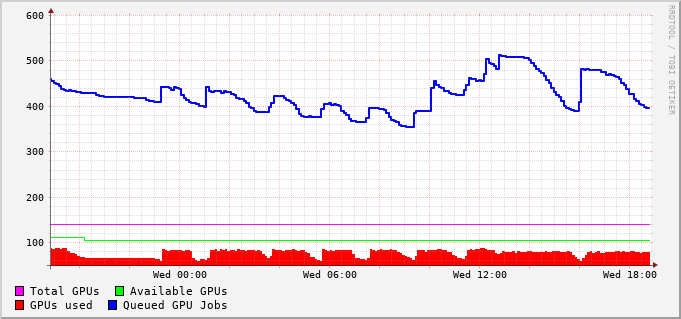 600
500
400
300
200
100
Wed 00:00 Wed 06:00 Wed 12:00 Wed 18:00
Total GPUs Available GPUs
GPUs used Queued GPU Jobs
RRDTOOL / TOBI OETIKER